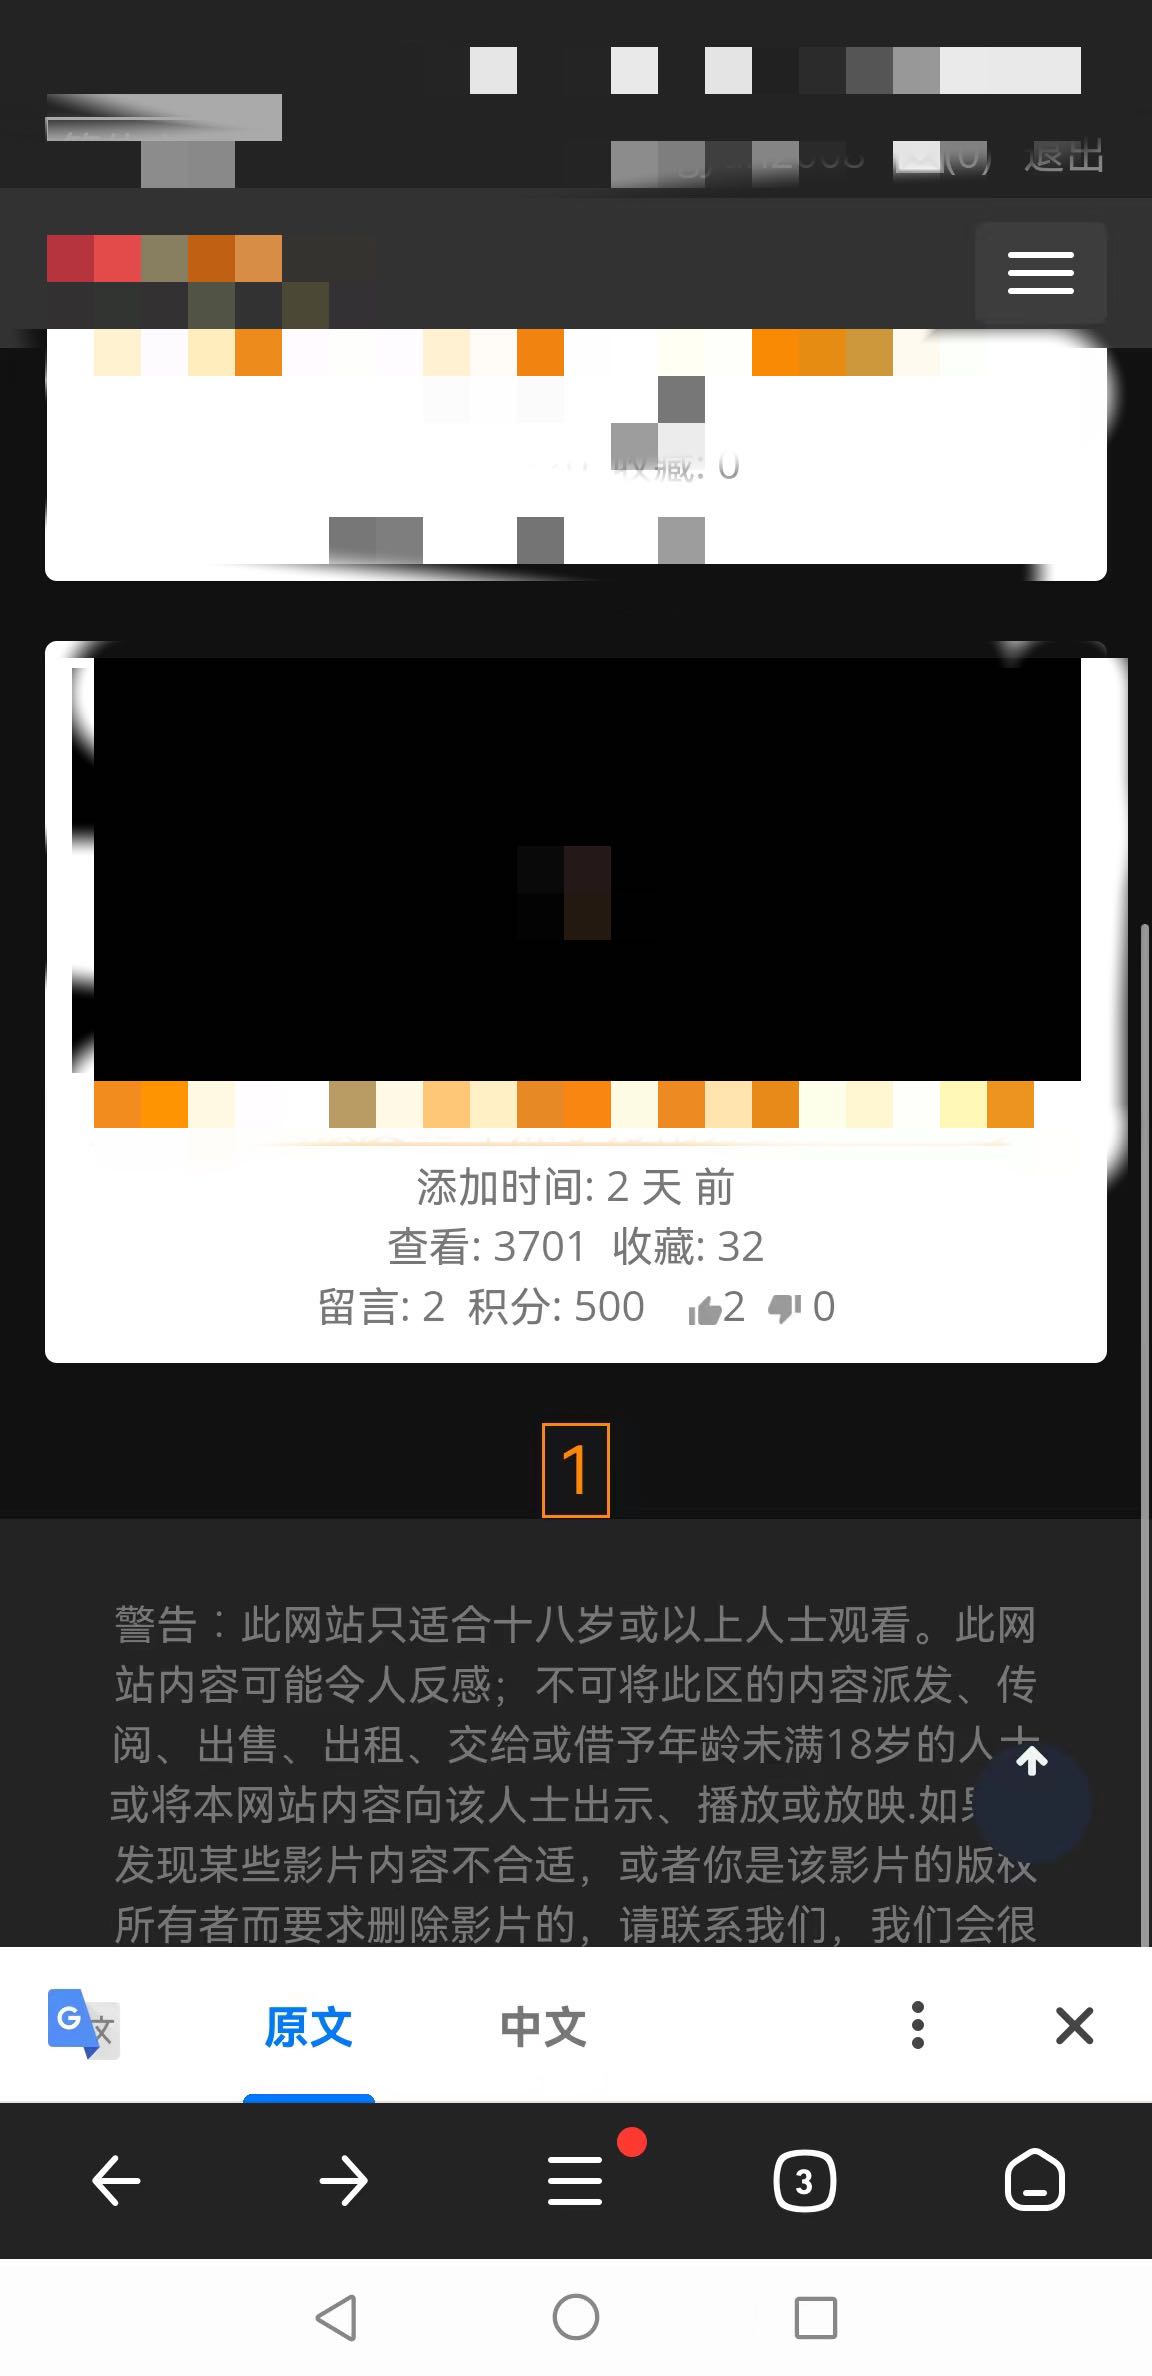 (0) 退出
收藏: 0
添加时间: 2 天 前
查看: 3701 收藏: 32
留言: 2 积分: 500 2 0
1
警告：此网站只适合十八岁或以上人士观看。此网
站内容可能令人反感；不可将此区的内容派发、传
阅、出售、出租、交给或借予年龄未满18岁的人士
或将本网站内容向该人士出示、播放或放映.如果
发现某些影片内容不合适，或者你是该影片的版权
所有者而要求删除影片的，请联系我们，我们会很
原文 中文
3